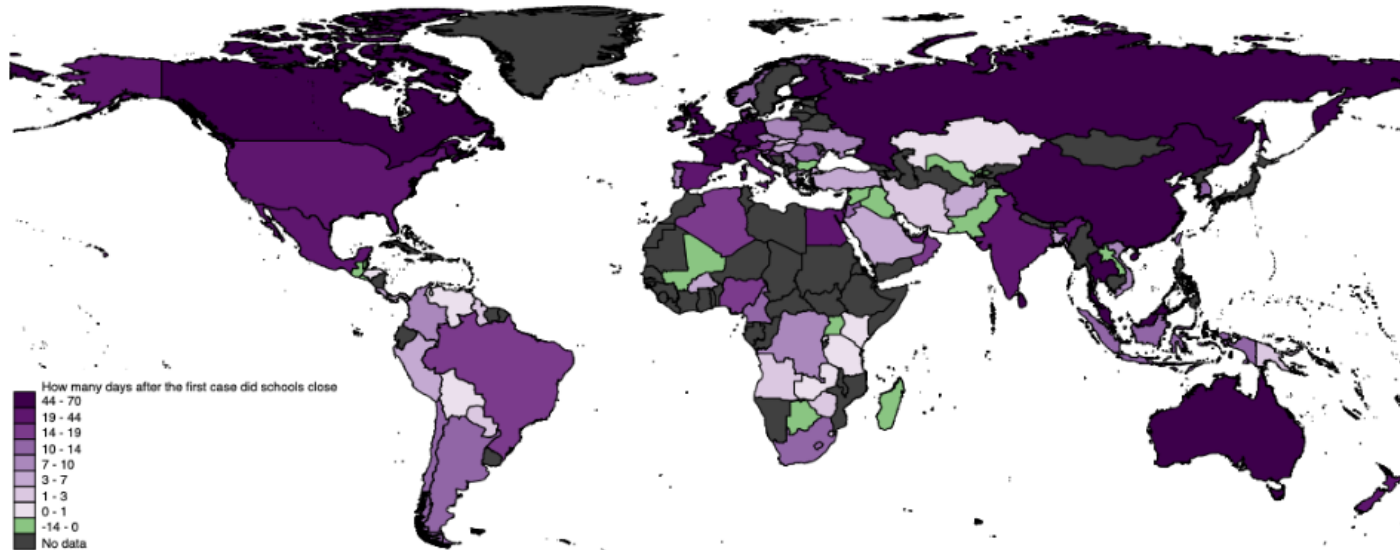 How many days after the first case did schools close
44 - 70
19 - 44
14 - 19
10 - 14
7 - 10
3 - 7
1 - 3
0 - 1
-14 - 0
No data